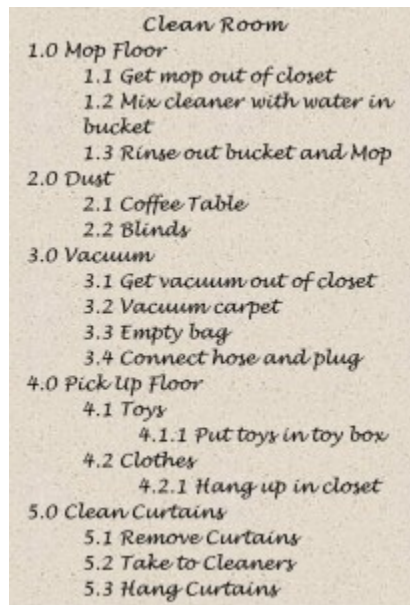 Clean Room
1.0 Mop Floor
1.1 Get mop out of closet
1.2 Mix cleaner with water in
bucket
1.3 Rinse out bucket and Mop
2.0 Dust
2.1 Coffee Table
2.2 Blinds
3.0 Vacuum
3.1 Get vacuum out of closet
3.2 Vacuum carpet
3.3 Empty bag
3.4 Connect hose and plug
4.0 Pick Up Floor
4.1 Toys
4.1.1 Put toys in toy box
4.2 Clothes
4.2.1 Hang up in closet
5.0 Clean Curtains
5.1 Remove Curtains
5.2 Take to Cleaners
5.3 Hang Curtains